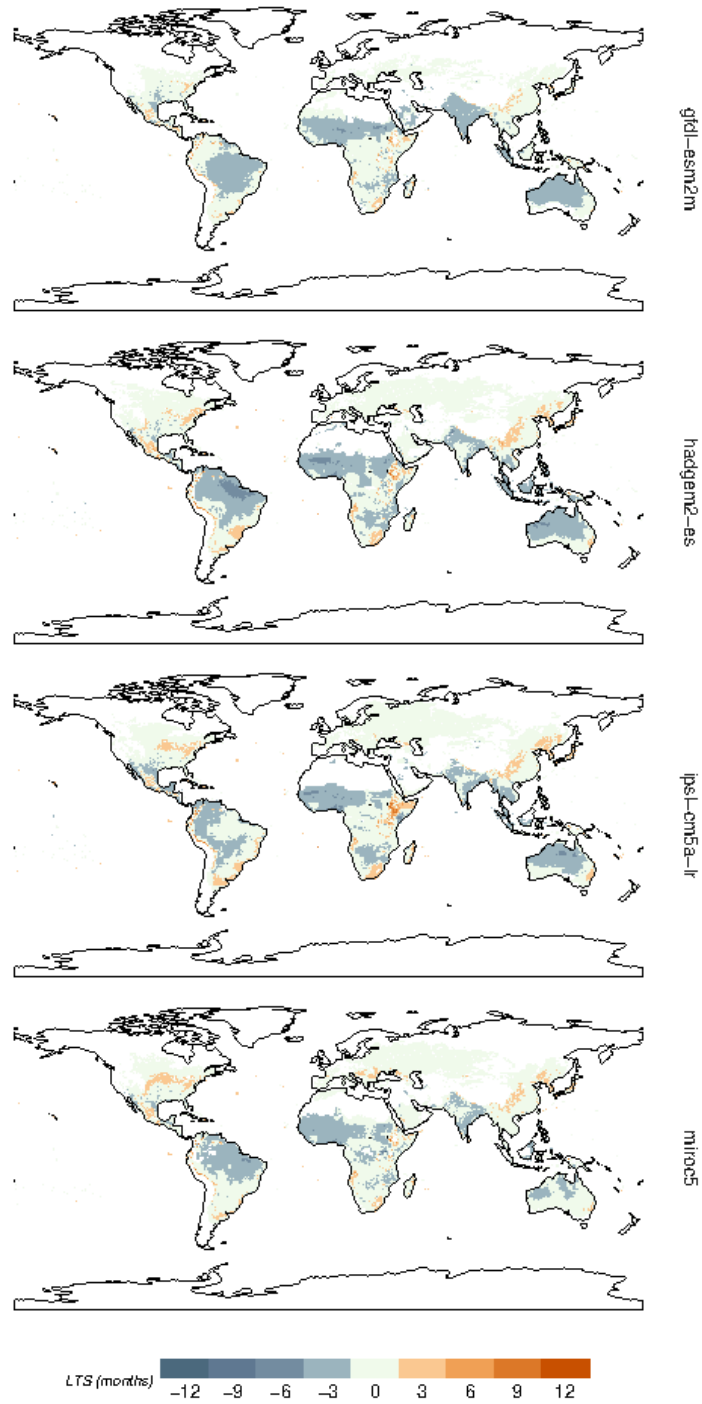 gfdl-esm2m
hadgem2-es
ipsl-cm5a-lr
miroc5
LTS (months)
-12 -9 -6 -3 0 3 6 9 12